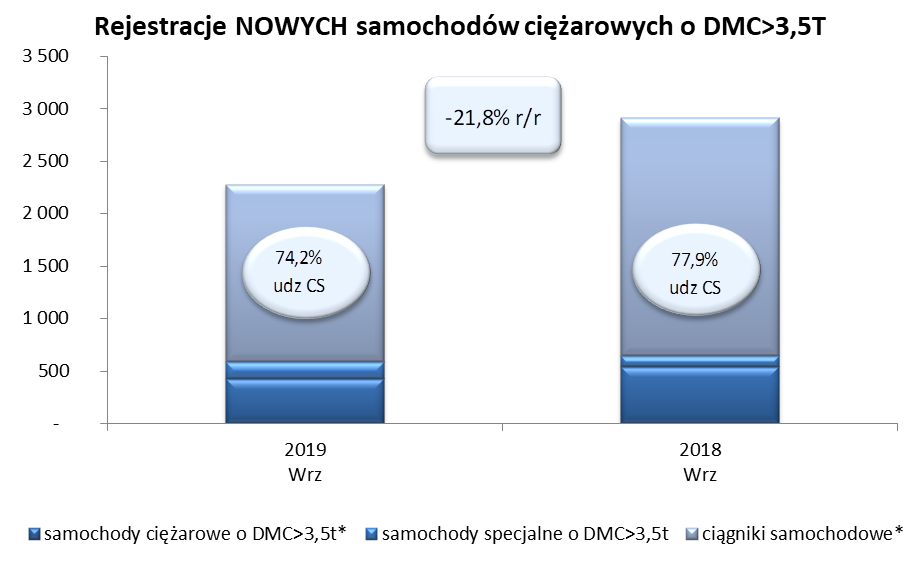 Rejestracje NOWYCH samochodów ciężarowych o DMC>3,5T
3 500
3 000
2 500
2 000
1 500
1 000
500
-
-21,8% r/r
74,2%
udz CS
77,9%
udz CS
2019
Wrz
2018
Wrz
samochody ciężarowe o DMC>3,5t*
samochody specjalne o DMC>3,5t
ciągniki samochodowe*